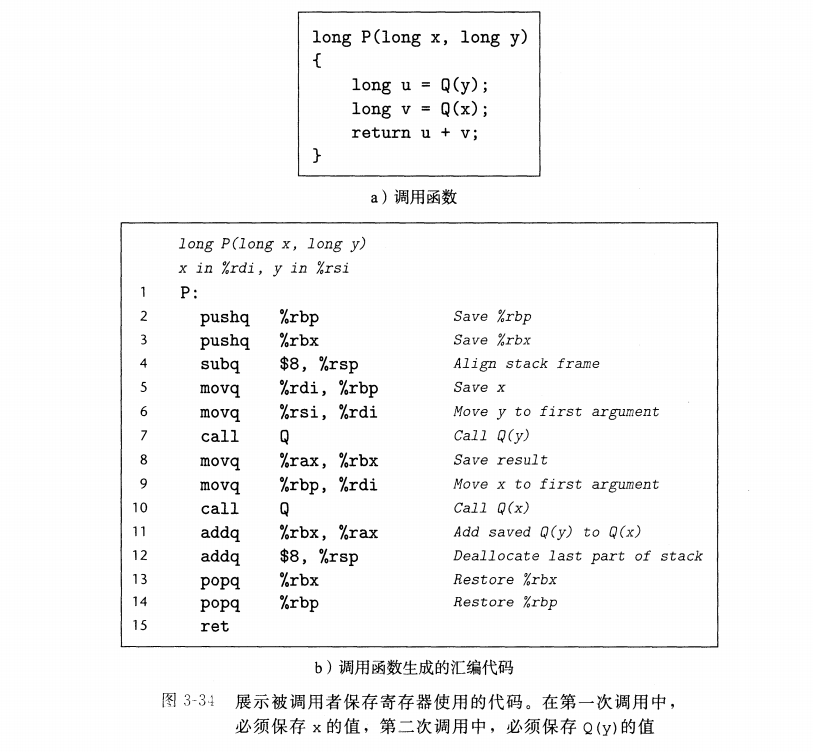 long P(long x, long y)
{
    long u = Q(y);
    long v = Q(x);
    return u + v;
}
a）调用函数
long P(long x, long y)
x in %rdi, y in %rsi
1 P:
2 pushq %rbp Save %rbp
3 pushq %rbx Save %rbx
4 subq $8, %rsp Align stack frame
5 movq %rdi, %rbp Save x
6 movq %rsi, %rdi Move y to first argument
7 call Q Call Q(y)
8 movq %rax, %rbx Save result
9 movq %rbp, %rdi Move x to first argument
10 call Q Call Q(x)
11 addq %rbx, %rax Add saved Q(y) to Q(x)
12 addq $8, %rsp Deallocate last part of stack
13 popq %rbx Restore %rbx
14 popq %rbp Restore %rbp
15 ret
b）调用函数生成的汇编代码
图 3-34 展示被调用者保存寄存器使用的代码。在第一次调用中，
必须保存 x 的值，第二次调用中，必须保存 Q(y)的值